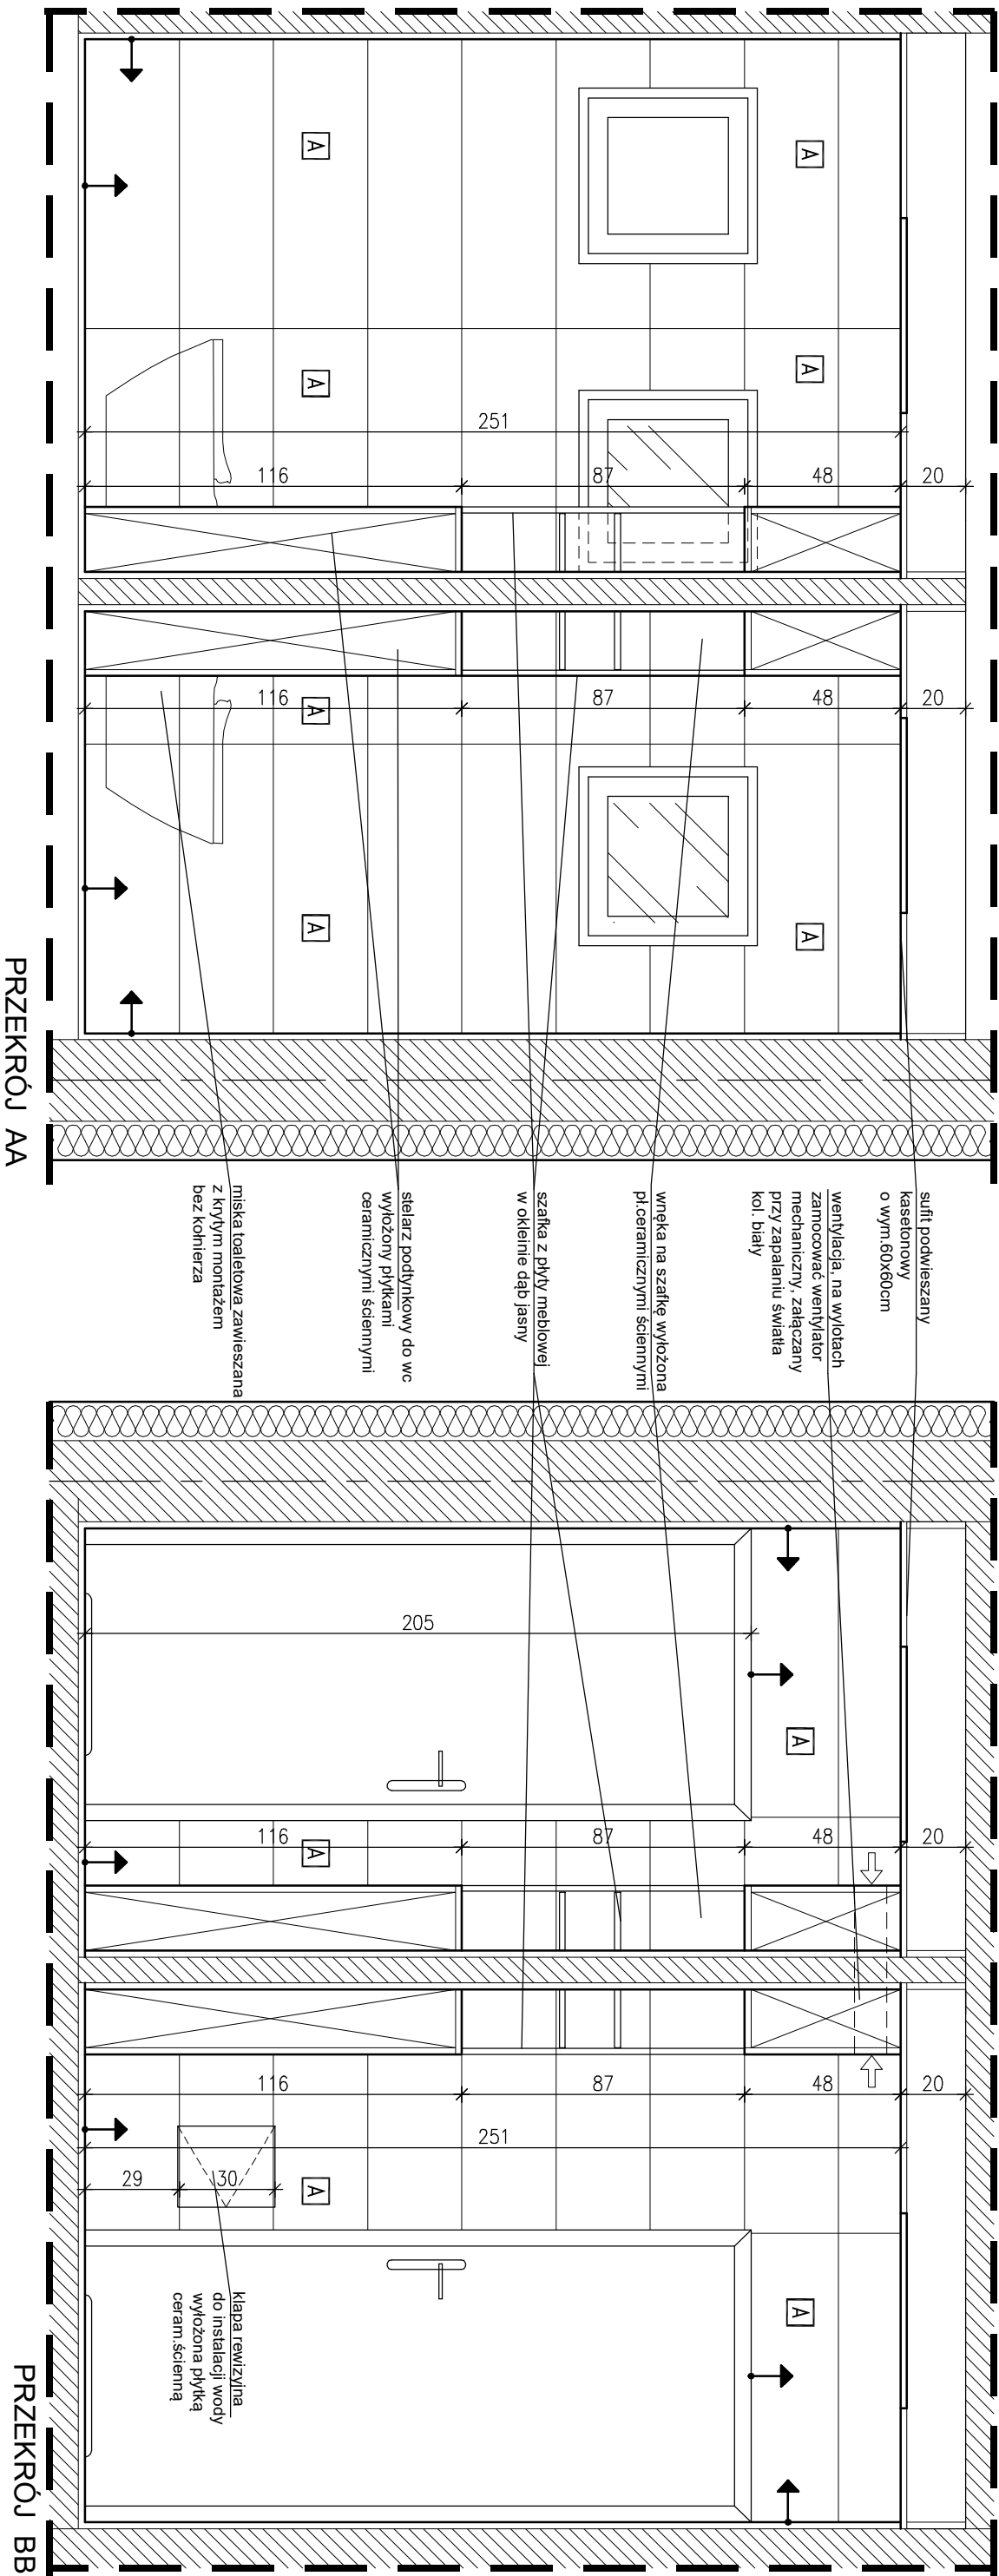 A
A
A
A
251
116
87
48
20
116
87
48
20
A
A
A
PRZEKRÓJ AA
sufit podwieszany
kasetonowy
o wym.60x60cm
wentylacja, na wylotach
zamocować wentylator
mechaniczny, załączany
przy zapalaniu światła
kol. biały
wnęka na szafkę wyłożona
pł.ceramicznymi ściennymi
szafka z płyty meblowej
w okleinie dąb jasny
stelarz podtynkowy do wc
wyłożony płytkami
ceramicznymi ściennymi
miska toaletowa zawieszana
z krytym montażem
bez kołnierza
205
A
116
87
48
20
A
116
87
48
20
251
29
30
A
A
klapa rewizyjna
do instalacji wody
wyłożona płytką
ceram.ścienną
PRZEKRÓJ BB